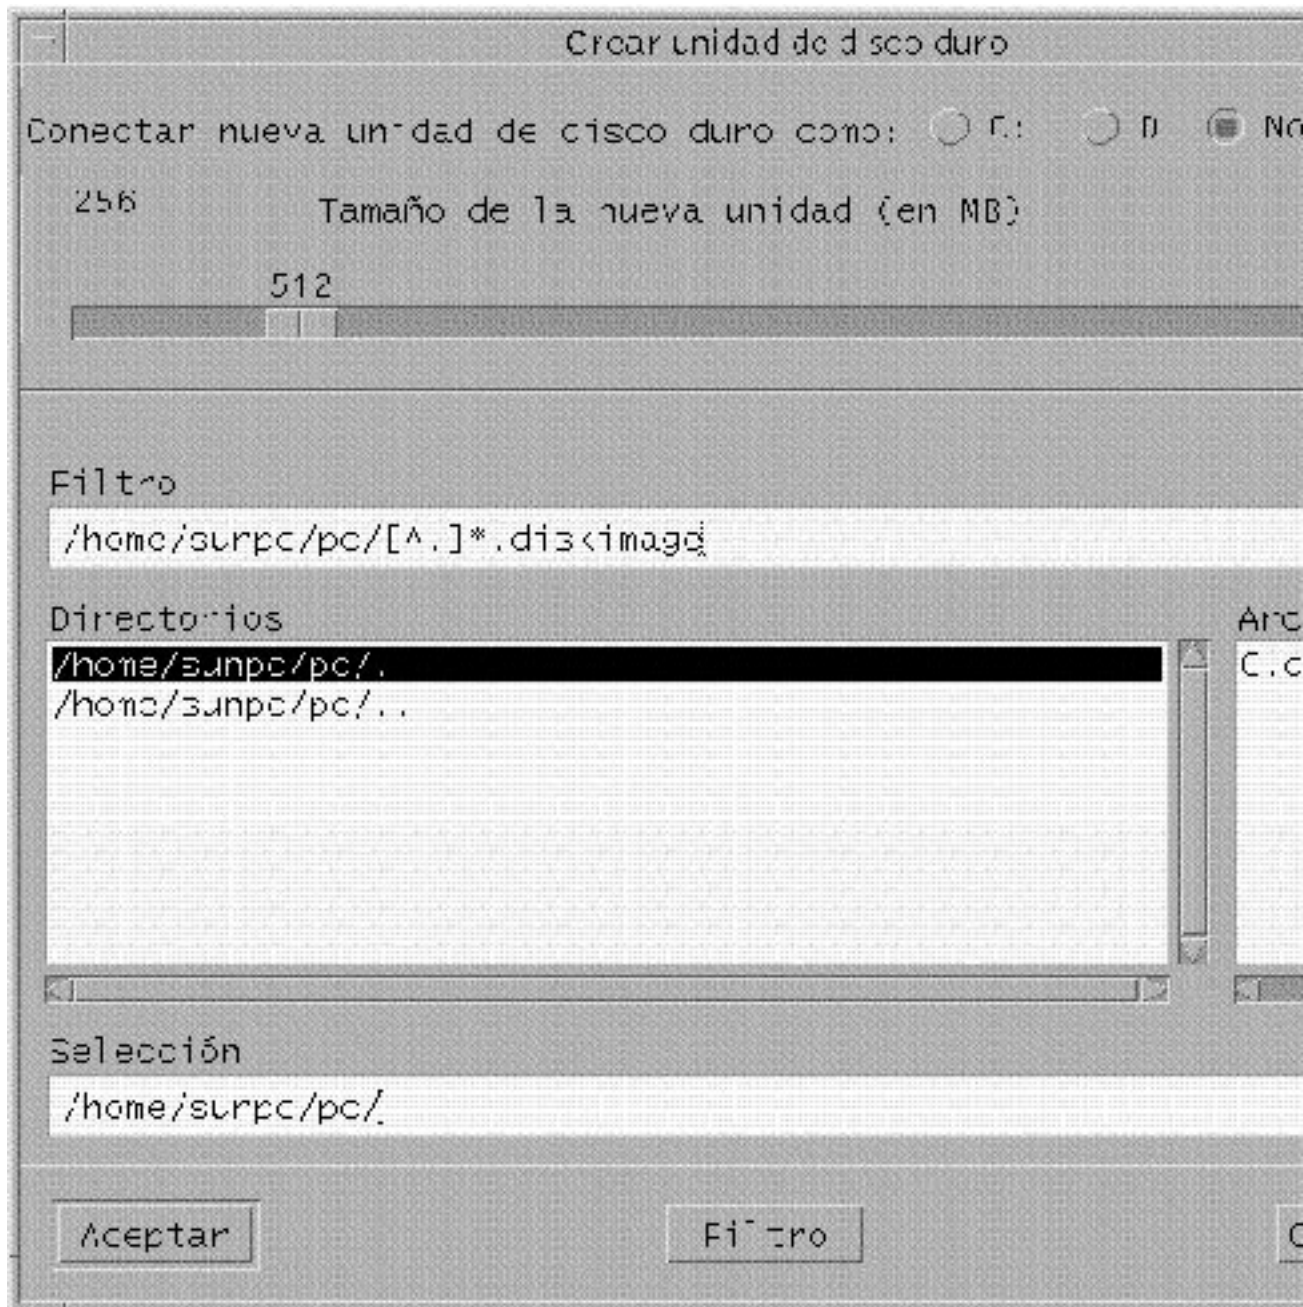 Crear unidad de disco duro
Conectar nueva unidad de disco duro como: C: D No
256 Tamaño de la nueva unidad (en MB)
512
Filtro
/home/sunpc/pc/[^.]*.diskimage
Directorios
/home/sunpc/pc/.
/home/sunpc/pc/..
Selección
/home/sunpc/pc/
Aceptar Filtro